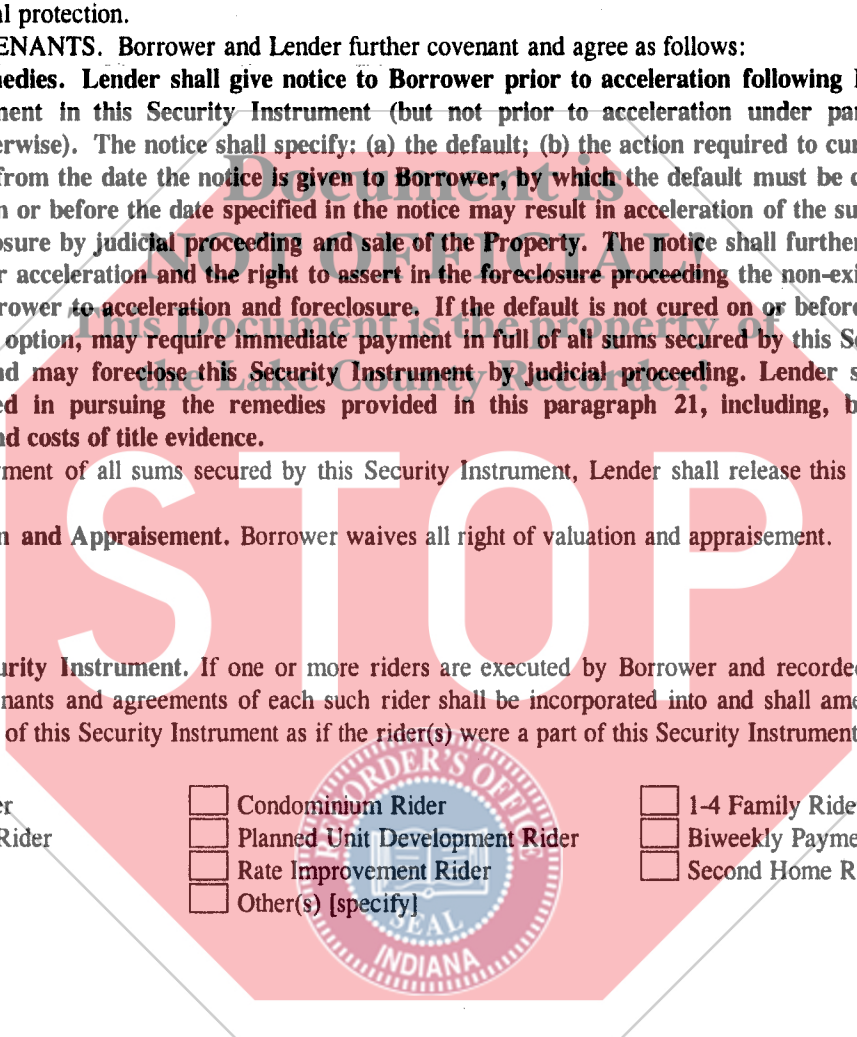 al protection.
ENANTS. Borrower and Lender further covenant and agree as follows:
nedies. Lender shall give notice to Borrower prior to acceleration following
nent in this Security Instrument (but not prior to acceleration under par
erwise). The notice shall specify: (a) the default; (b) the action required to cur
from the date the notice is given to Borrower, by which the default must be c
n or before the date specified in the notice may result in acceleration of the su
osure by judicial proceeding and sale of the Property. The notice shall further
r acceleration and the right to assert in the foreclosure proceeding the non-exi
rower to acceleration and foreclosure. If the default is not cured on or before
option, may require immediate payment in full of all sums secured by this Se
nd may foreclose this Security Instrument by judicial proceeding. Lender s
ed in pursuing the remedies provided in this paragraph 21, including, b
nd costs of title evidence.
yment of all sums secured by this Security Instrument, Lender shall release this
n and Appraisement. Borrower waives all right of valuation and appraisement.
urity Instrument. If one or more riders are executed by Borrower and recorded
nants and agreements of each such rider shall be incorporated into and shall ame
of this Security Instrument as if the rider(s) were a part of this Security Instrument
er Condominium Rider 1-4 Family Rider
Rider Planned Unit Development Rider Biweekly Payme
Rate Improvement Rider Second Home R
Other(s) [specify]
Document is
NOT OFFICIAL
This Document is the property of
the Lake County Recorder!
STOP
RECORDER'S OFFICE
SEAL
INDIANA